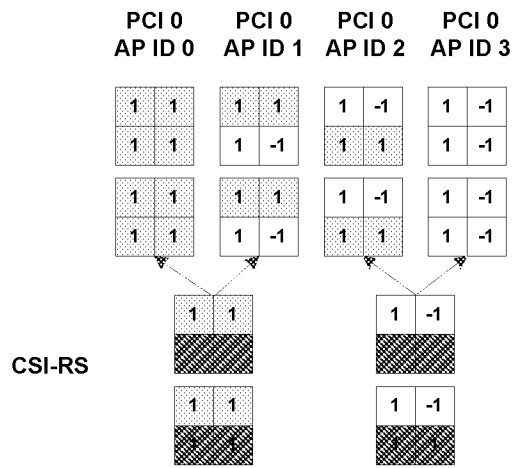 PCI 0 PCI 0 PCI 0 PCI 0
AP ID 0 AP ID 1 AP ID 2 AP ID 3
1 1 1 1 1 -1 1 -1
1 1 1 -1 1 1 1 -1
1 1 1 1 1 -1 1 -1
1 1 1 -1 1 1 1 -1
1 1 1 -1
CSI-RS
1 1 1 -1